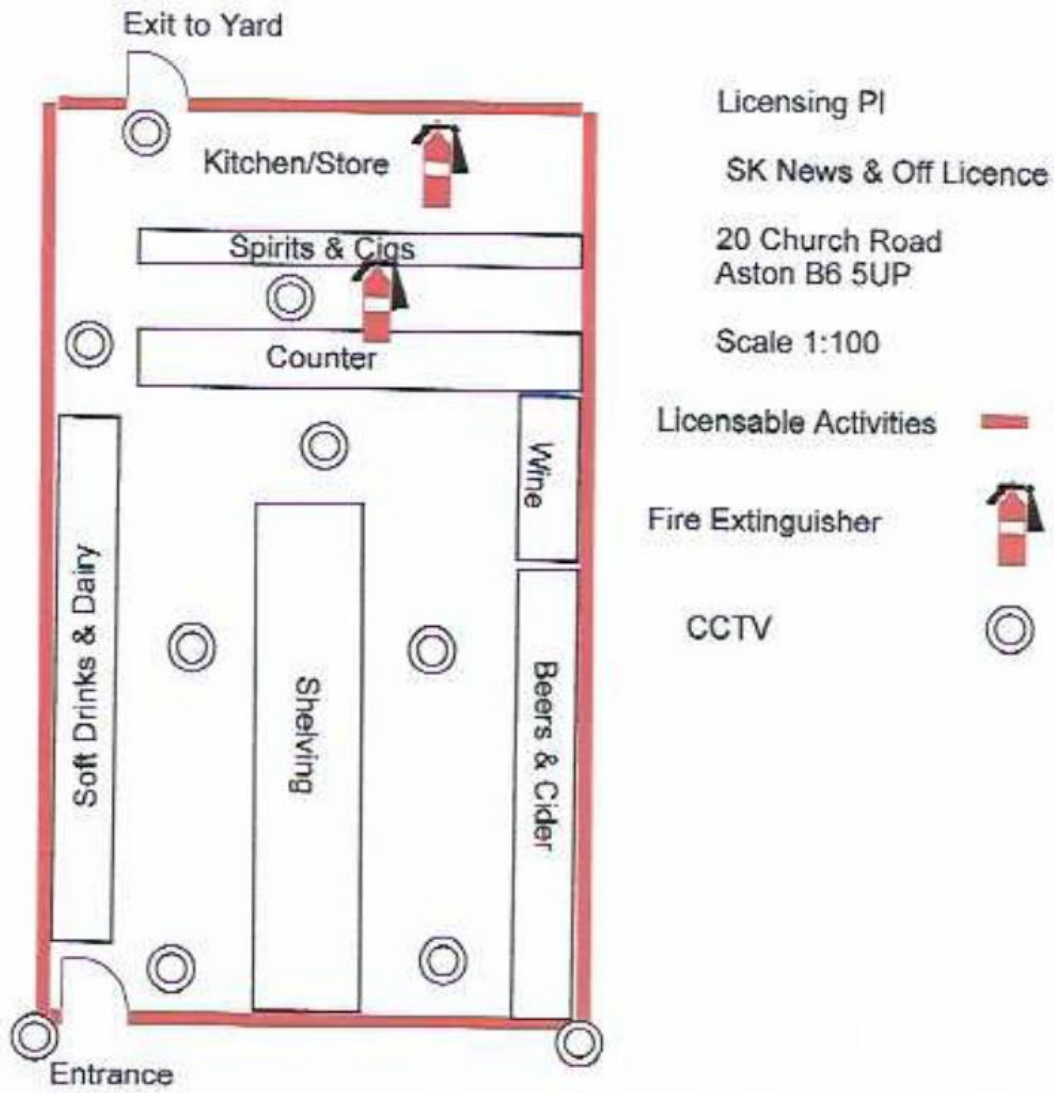 Exit to Yard
Licensing Pl
Kitchen/Store
SK News & Off Licence
Spirits & Cigs
20 Church Road
Aston B6 5UP
Counter
Scale 1:100
Licensable Activities
Wine
Fire Extinguisher
Soft Drinks & Dairy
CCTV
Shelving
Beers & Cider
Entrance